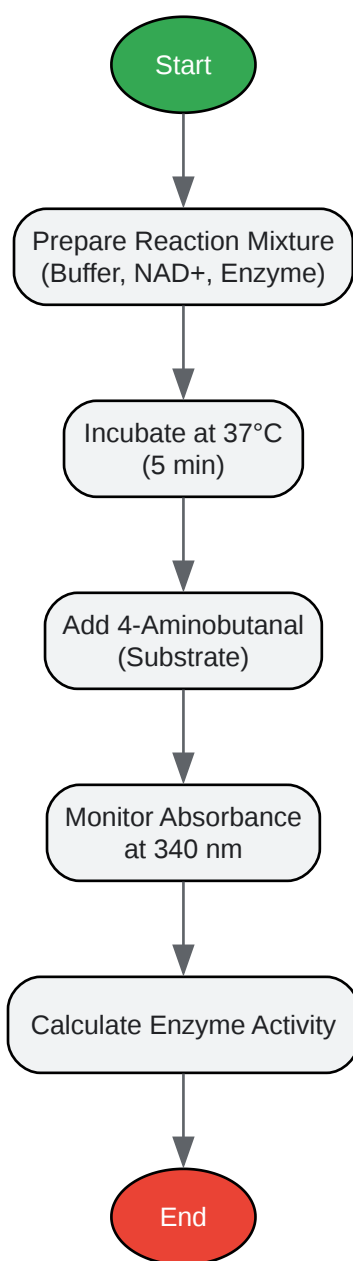 Start
Prepare Reaction Mixture
(Buffer, NAD+, Enzyme)
Incubate at 37°C
(5 min)
Add 4-Aminobutanal
(Substrate)
Monitor Absorbance
at 340 nm
Calculate Enzyme Activity
End